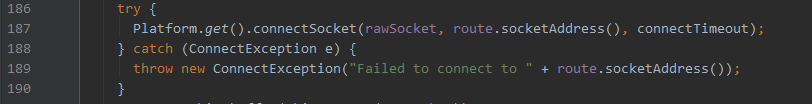 186 try {
187 Platform.get().connectSocket(rawSocket, route.socketAddress(), connectTimeout);
188 } catch (ConnectException e) {
189 throw new ConnectException("Failed to connect to " + route.socketAddress());
190 }